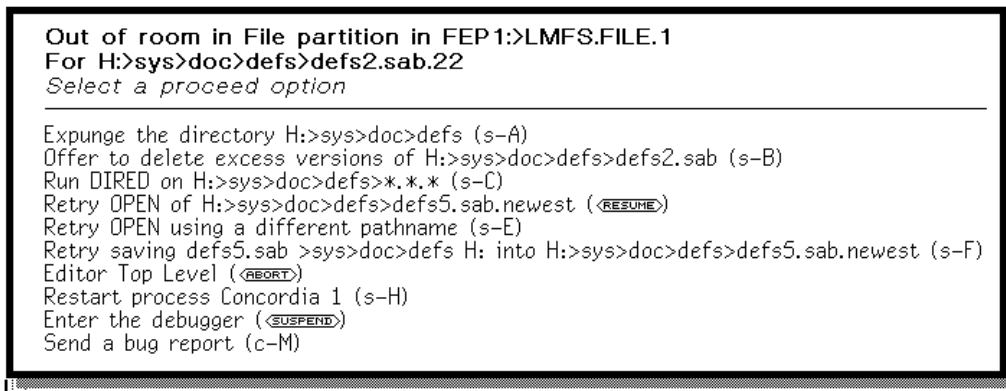 Out of room in File partition in FEP1:>LMFS.FILE.1
For H:>sys>doc>defs>defs2.sab.22
Select a proceed option
Expunge the directory H:>sys>doc>defs (s-A)
Offer to delete excess versions of H:>sys>doc>defs>defs2.sab (s-B)
Run DIRED on H:>sys>doc>defs>*.*.* (s-C)
Retry OPEN of H:>sys>doc>defs>defs5.sab.newest (<RESUME>)
Retry OPEN using a different pathname (s-E)
Retry saving defs5.sab >sys>doc>defs H: into H:>sys>doc>defs>defs5.sab.newest (s-F)
Editor Top Level (<ABORT>)
Restart process Concordia 1 (s-H)
Enter the debugger (<SUSPEND>)
Send a bug report (c-M)